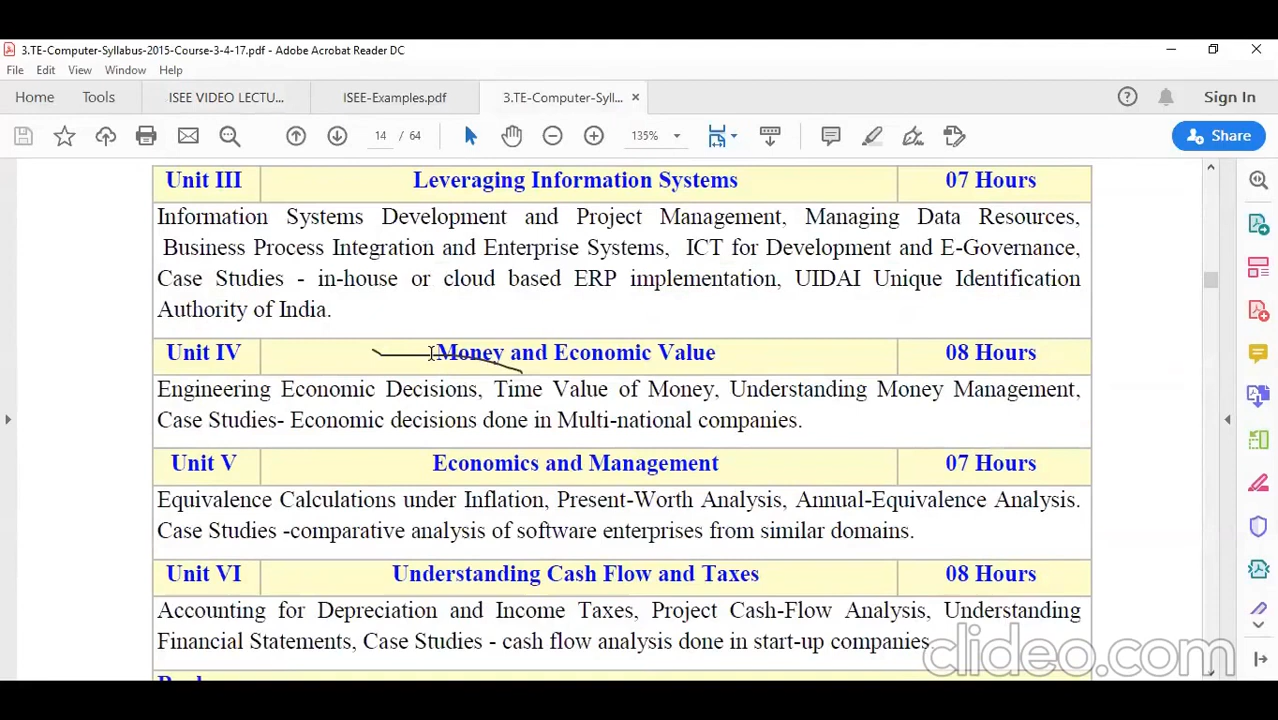 3.TE-Computer-Syllabus-2015-Course-3-4-17.pdf - Adobe Acrobat Reader DC
File Edit View Window Help
Home Tools ISEE VIDEO LECTU... ISEE-Examples.pdf 3.TE-Computer-Syll... Sign In
14 / 64 135% Share
Unit III Leveraging Information Systems 07 Hours
Information Systems Development and Project Management, Managing Data Resources,
Business Process Integration and Enterprise Systems, ICT for Development and E-Governance,
Case Studies - in-house or cloud based ERP implementation, UIDAI Unique Identification
Authority of India.
Unit IV Money and Economic Value 08 Hours
Engineering Economic Decisions, Time Value of Money, Understanding Money Management,
Case Studies- Economic decisions done in Multi-national companies.
Unit V Economics and Management 07 Hours
Equivalence Calculations under Inflation, Present-Worth Analysis, Annual-Equivalence Analysis.
Case Studies -comparative analysis of software enterprises from similar domains.
Unit VI Understanding Cash Flow and Taxes 08 Hours
Accounting for Depreciation and Income Taxes, Project Cash-Flow Analysis, Understanding
Financial Statements, Case Studies - cash flow analysis done in start-up companies.
clideo.com